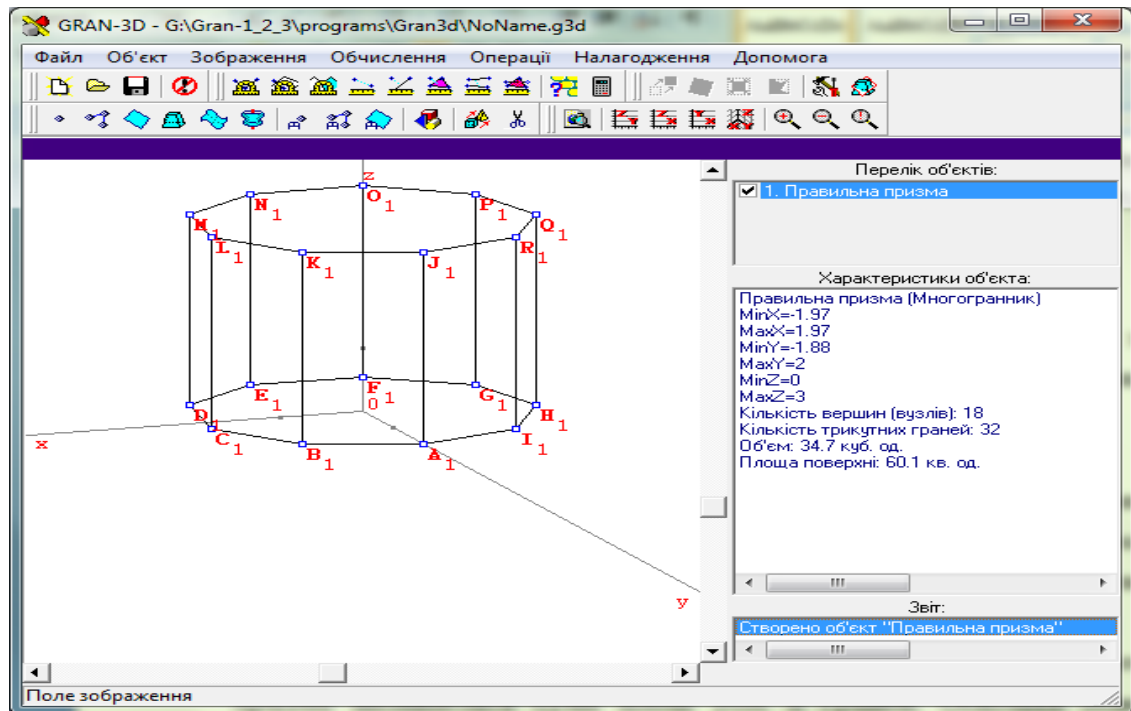 GRAN-3D - G:\Gran-1_2_3\programs\Gran3d\NoName.g3d
Файл Об'єкт Зображення Обчислення Операції Налагодження Допомога
Перелік об'єктів:
1. Правильна призма
Характеристики об'єкта:
Правильна призма (Многогранник)
MinX=-1.97
MaxX=1.97
MinY=-1.88
MaxY=2
MinZ=0
MaxZ=3
Кількість вершин (вузлів): 18
Кількість трикутних граней: 32
Об'єм: 34.7 куб. од.
Площа поверхні: 60.1 кв. од.
z
N1 O1 P1
M1 Q1
L1 R1
K1 J1
E1 F1 G1
D1 0 H1
x C1 I1
B1 A1
y
Звіт:
Створено об'єкт "Правильна призма"
Поле зображення